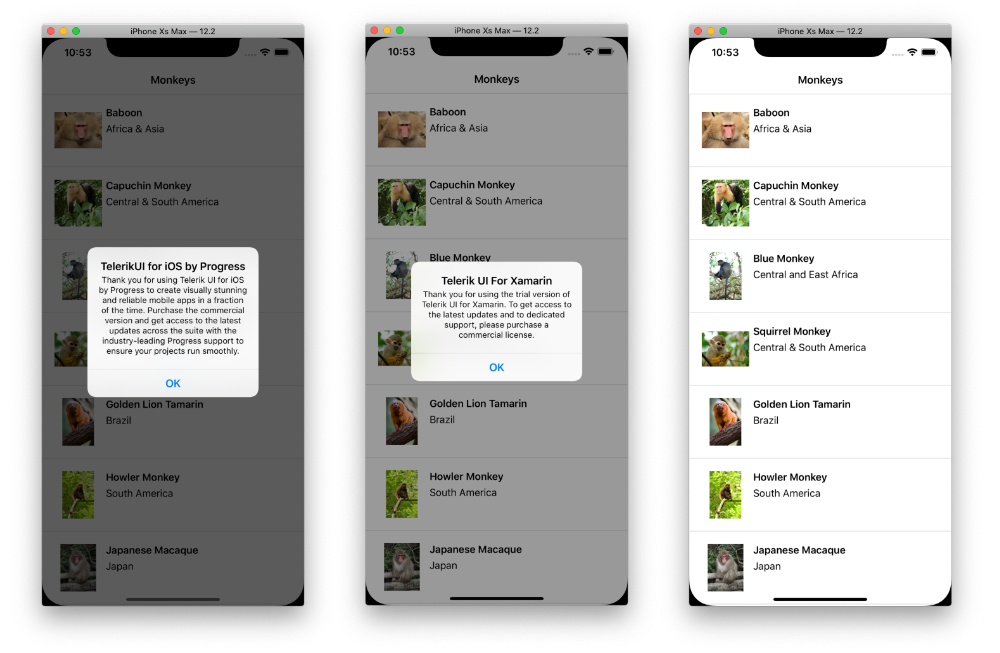 iPhone Xs Max — 12.2
10:53
Monkeys
Baboon
Africa & Asia
Capuchin Monkey
Central & South America
TelerikUI for iOS by Progress
Thank you for using Telerik UI for iOS
by Progress to create visually stunning
and reliable mobile apps in a fraction
of the time. Purchase the commercial
version and get access to the latest
updates across the suite with the
industry-leading Progress support to
ensure your projects run smoothly.
OK
Golden Lion Tamarin
Brazil
Howler Monkey
South America
Japanese Macaque
Japan
iPhone Xs Max — 12.2
10:53
Monkeys
Baboon
Africa & Asia
Capuchin Monkey
Central & South America
Blue Monkey
Telerik UI For Xamarin
Thank you for using the trial version of
Telerik UI for Xamarin. To get access to
the latest updates and to dedicated
support, please purchase a
commercial license.
OK
Golden Lion Tamarin
Brazil
Howler Monkey
South America
Japanese Macaque
Japan
iPhone Xs Max — 12.2
10:53
Monkeys
Baboon
Africa & Asia
Capuchin Monkey
Central & South America
Blue Monkey
Central and East Africa
Squirrel Monkey
Central & South America
Golden Lion Tamarin
Brazil
Howler Monkey
South America
Japanese Macaque
Japan